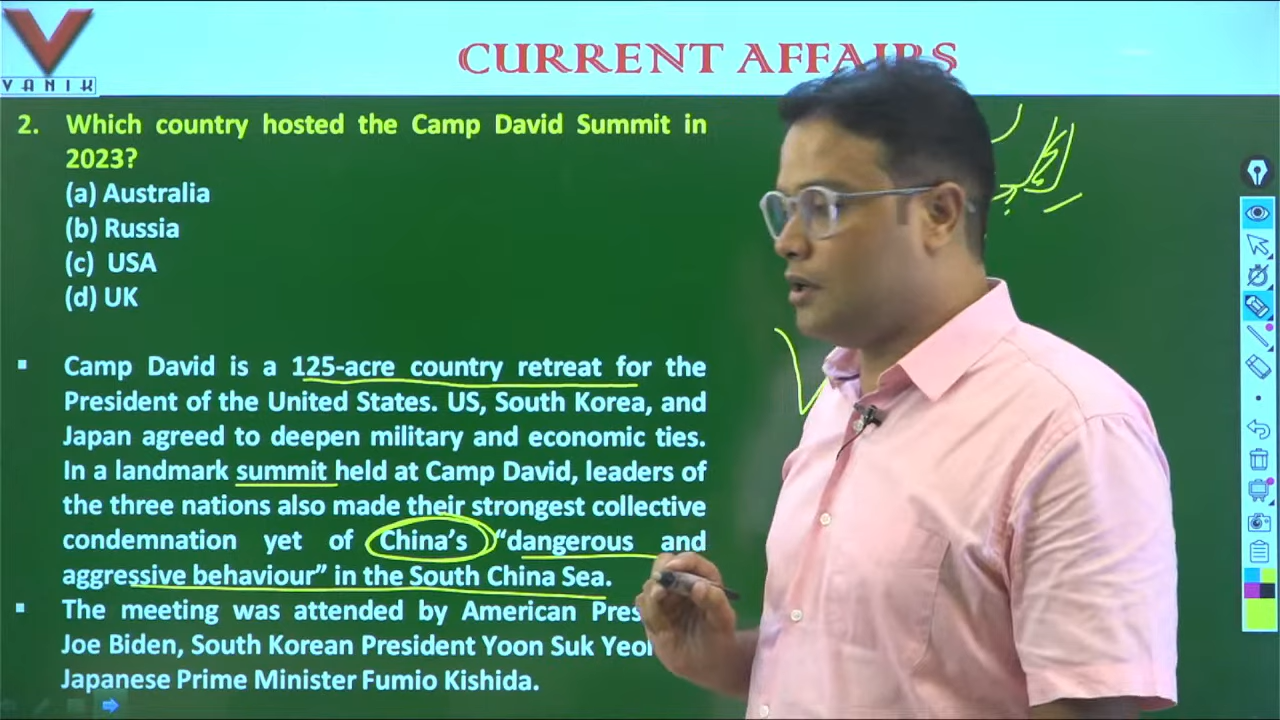 VANIK
CURRENT AFFAIRS
2. Which country hosted the Camp David Summit in
2023?
(a) Australia
(b) Russia
(c) USA
(d) UK
▪ Camp David is a 125-acre country retreat for the
President of the United States. US, South Korea, and
Japan agreed to deepen military and economic ties.
In a landmark summit held at Camp David, leaders of
the three nations also made their strongest collective
condemnation yet of China's “dangerous and
aggressive behaviour” in the South China Sea.
▪ The meeting was attended by American Pres
Joe Biden, South Korean President Yoon Suk Yeo
Japanese Prime Minister Fumio Kishida.